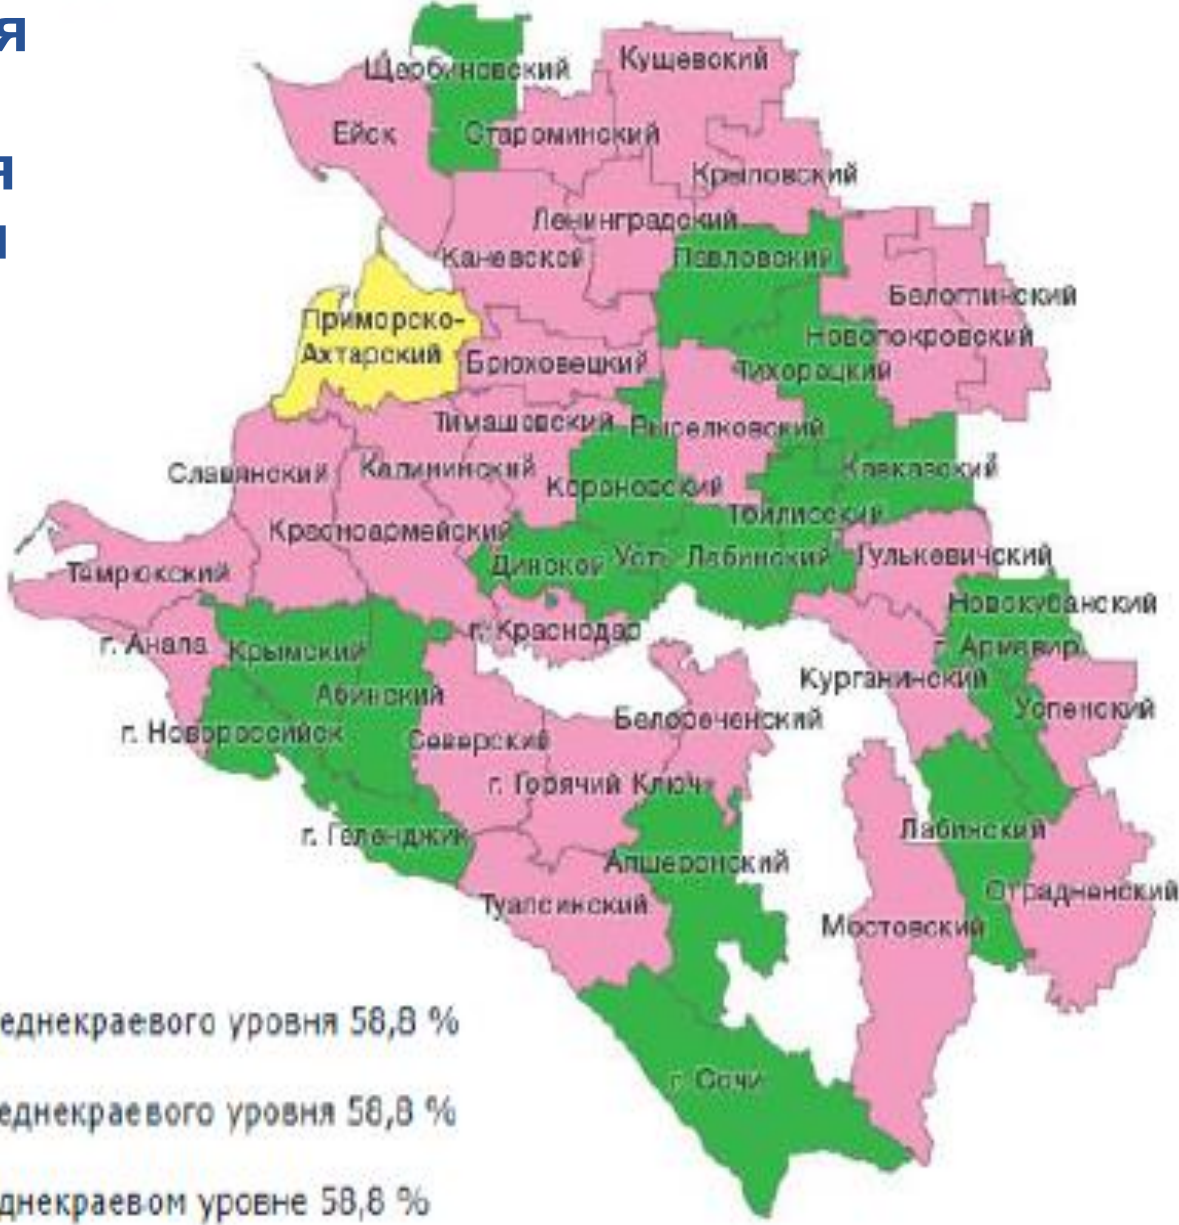 я
Щербиновский
Кущевский
Ейск
Староминский
я
Крыловский
Ленинградский
Каневской
Павловский
Белоглинский
Приморско-
Ахтарский
Новопокровский
Брюховецкий
Тихорецкий
Тимашовский
Выселковский
Славянский
Калининский
Кавказский
Короновский
Тбилисский
Красноармейский
Динской
Усть Лабинский
Гулькевичский
Темрюкский
Новокубанский
г. Анапа
Крымский
г. Краснодар
г Армавир
Курганинский
Абинский
Успенский
г. Новороссийск
Северский
Белореченский
г. Горячий Ключ
г. Геленджик
Лабинский
Апшеронский
Отрадненский
Туапсинский
Мостовский
еднекраевого уровня 58,8 %
г. Сочи
еднекраевого уровня 58,8 %
днекраевом уровне 58,8 %